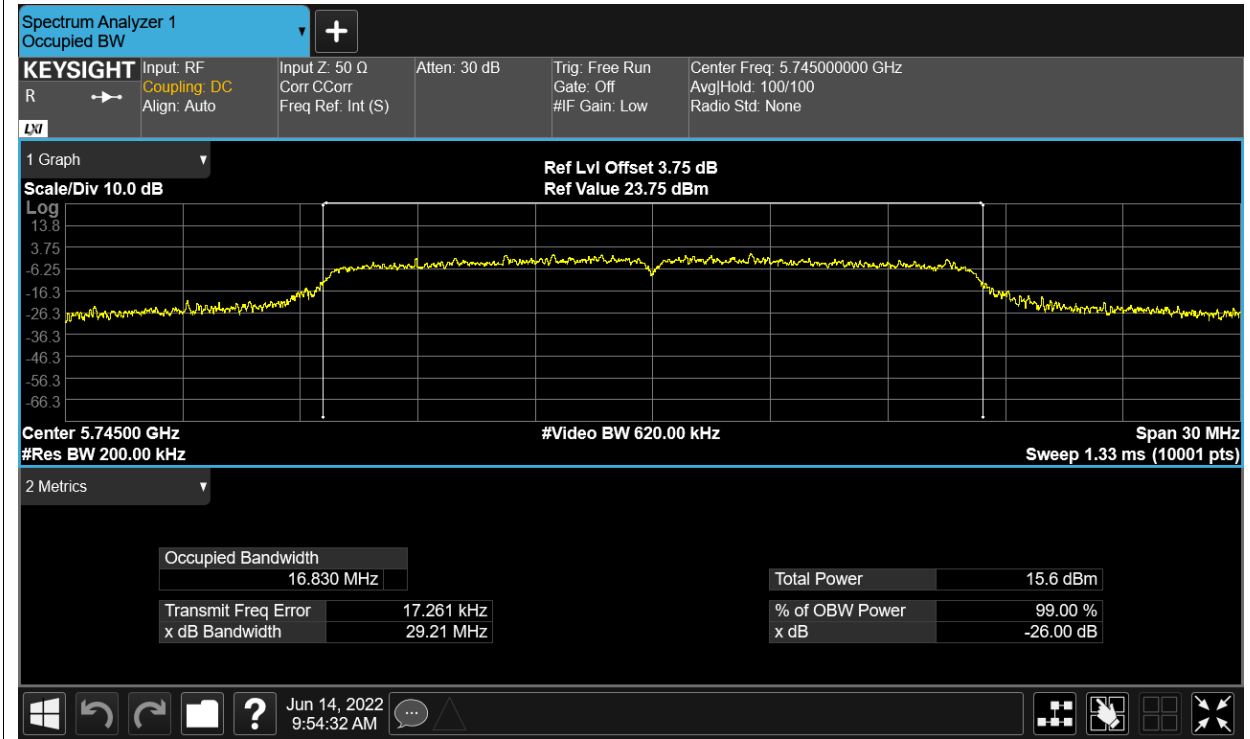 Spectrum Analyzer 1
Occupied BW
KEYSIGHT
R
LXI
Input: RF
Coupling: DC
Align: Auto
Input Z: 50 Ω
Corr CCorr
Freq Ref: Int (S)
Atten: 30 dB
Trig: Free Run
Gate: Off
#IF Gain: Low
Center Freq: 5.745000000 GHz
Avg|Hold: 100/100
Radio Std: None
1 Graph
Scale/Div 10.0 dB
Ref Lvl Offset 3.75 dB
Ref Value 23.75 dBm
Log
13.8
3.75
-6.25
-16.3
-26.3
-36.3
-46.3
-56.3
-66.3
Center 5.74500 GHz
#Video BW 620.00 kHz
Span 30 MHz
#Res BW 200.00 kHz
Sweep 1.33 ms (10001 pts)
2 Metrics
Occupied Bandwidth
16.830 MHz
Total Power 15.6 dBm
Transmit Freq Error 17.261 kHz
% of OBW Power 99.00 %
x dB Bandwidth 29.21 MHz
x dB -26.00 dB
?
Jun 14, 2022
9:54:32 AM